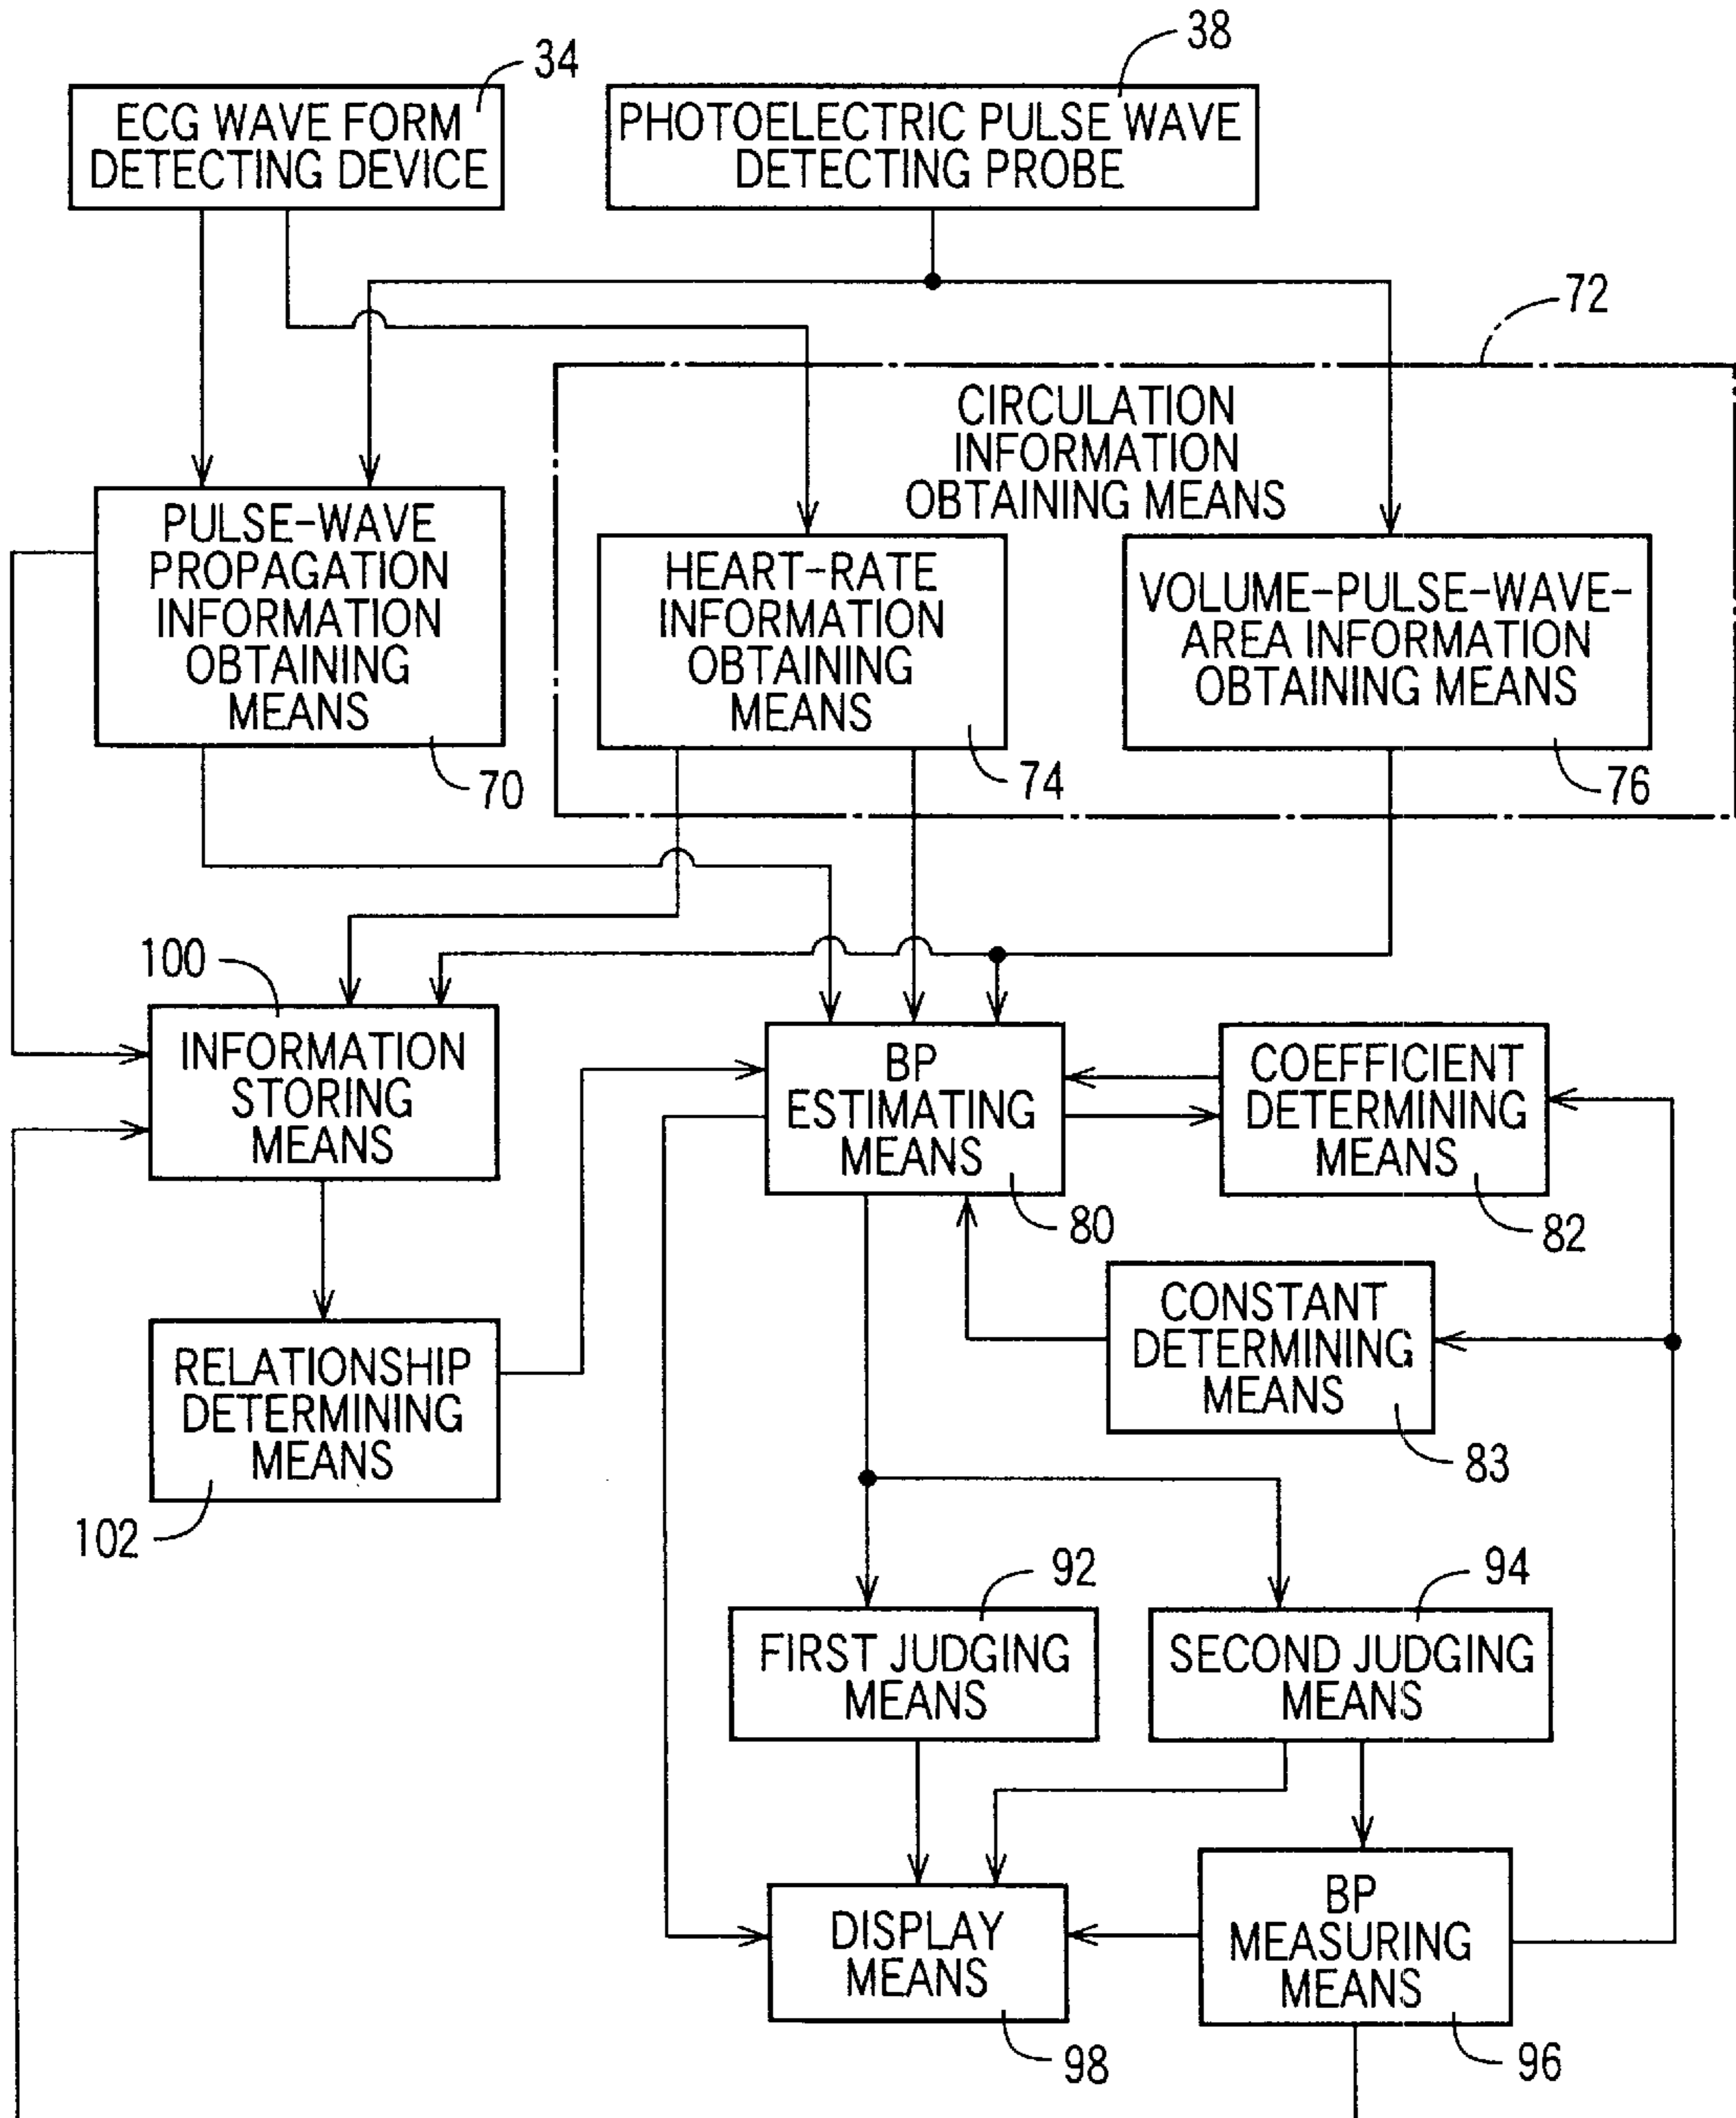 34
38
ECG WAVE FORM
DETECTING DEVICE
PHOTOELECTRIC PULSE WAVE
DETECTING PROBE
72
CIRCULATION
INFORMATION
OBTAINING MEANS
PULSE-WAVE
PROPAGATION
INFORMATION
OBTAINING
MEANS
70
HEART-RATE
INFORMATION
OBTAINING
MEANS
74
VOLUME-PULSE-WAVE-
AREA INFORMATION
OBTAINING MEANS
76
100
INFORMATION
STORING
MEANS
BP
ESTIMATING
MEANS
80
COEFFICIENT
DETERMINING
MEANS
82
CONSTANT
DETERMINING
MEANS
83
RELATIONSHIP
DETERMINING
MEANS
102
92
94
FIRST JUDGING
MEANS
SECOND JUDGING
MEANS
DISPLAY
MEANS
98
BP
MEASURING
MEANS
96